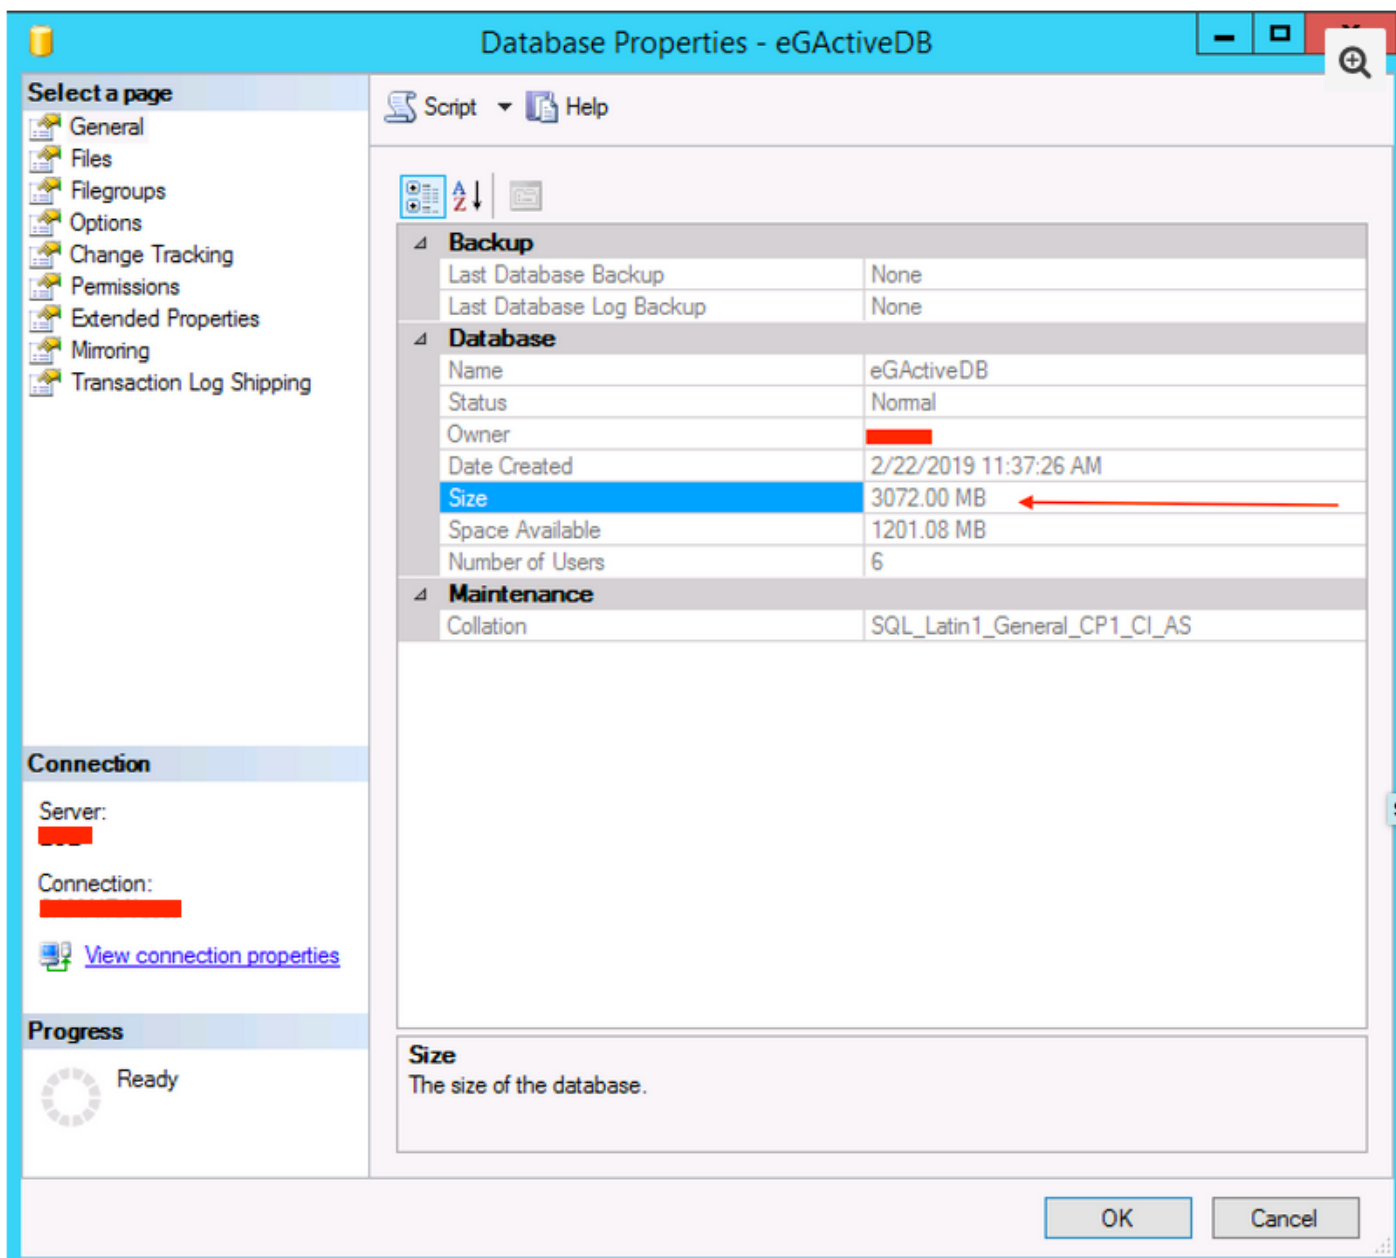 Database Properties - eGActiveDB
Select a page
General
Files
Filegroups
Options
Change Tracking
Permissions
Extended Properties
Mirroring
Transaction Log Shipping
Script Help
Backup
Last Database Backup None
Last Database Log Backup None
Database
Name eGActiveDB
Status Normal
Owner
Date Created 2/22/2019 11:37:26 AM
Size 3072.00 MB
Space Available 1201.08 MB
Number of Users 6
Maintenance
Collation SQL_Latin1_General_CP1_CI_AS
Connection
Server:
Connection:
View connection properties
Progress
Ready
Size
The size of the database.
OK Cancel